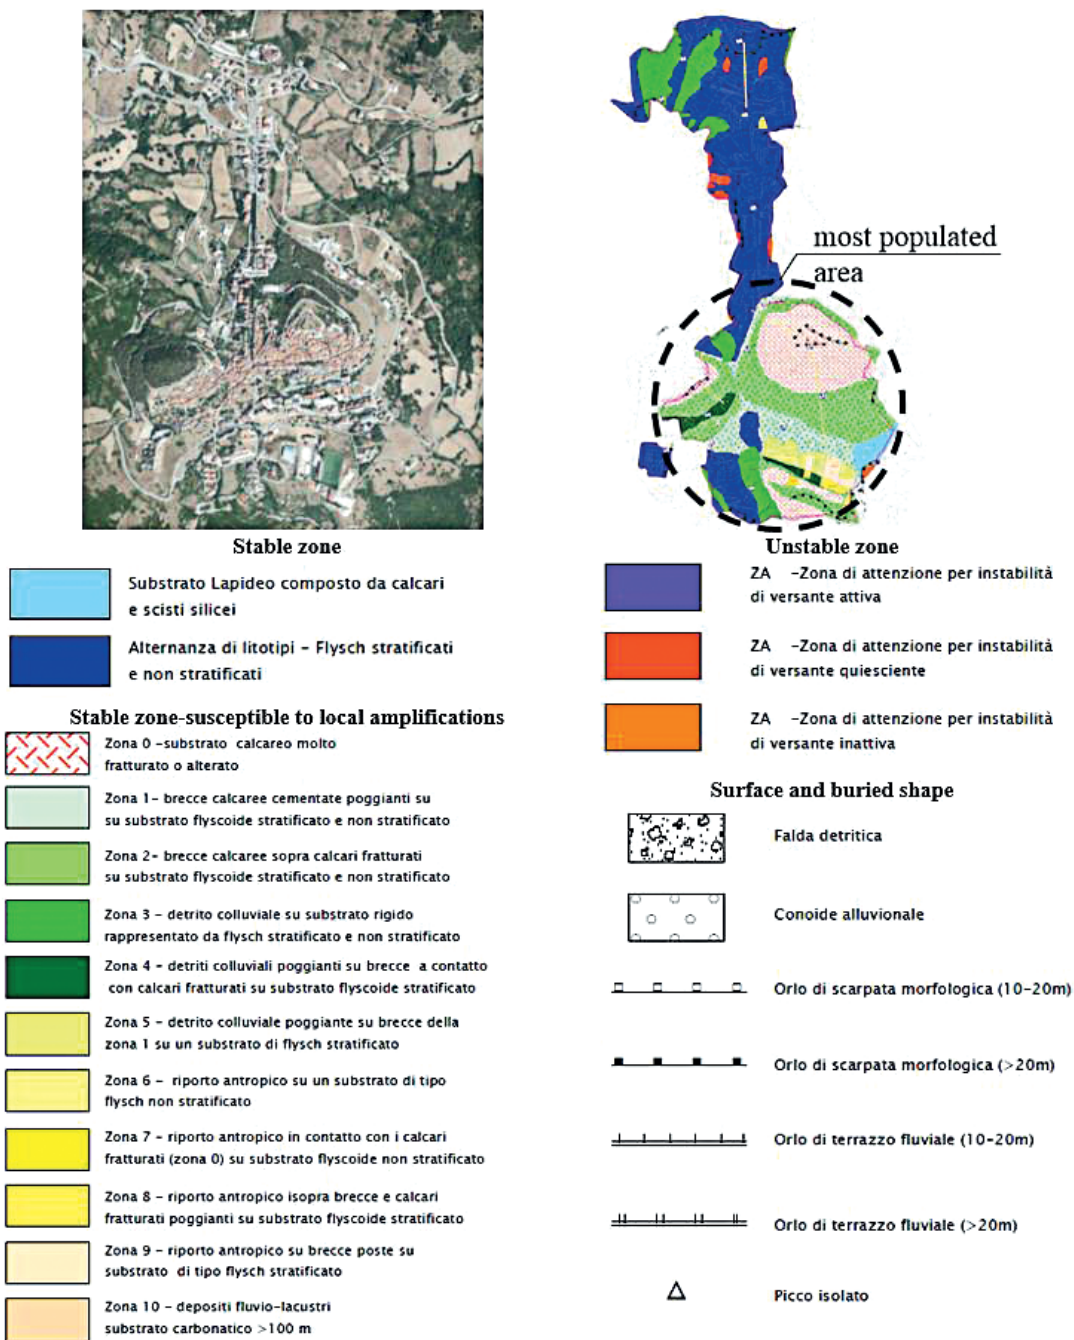 most populated
area
Stable zone
Substrato Lapideo composto da calcari
e scisti silicei
Alternanza di litotipi - Flysch stratificati
e non stratificati
Stable zone-susceptible to local amplifications
Zona 0 -substrato calcareo molto
fratturato o alterato
Zona 1- brecce calcaree cementate poggianti su
su substrato flyscoide stratificato e non stratificato
Zona 2- brecce calcaree sopra calcari fratturati
su substrato flyscoide stratificato e non stratificato
Zona 3 - detrito colluviale su substrato rigido
rappresentato da flysch stratificato e non stratificato
Zona 4 - detriti colluviali poggianti su brecce a contatto
con calcari fratturati su substrato flyscoide stratificato
Zona 5 - detrito colluviale poggiante su brecce della
zona 1 su un substrato di flysch stratificato
Zona 6 - riporto antropico su un substrato di tipo
flysch non stratificato
Zona 7 - riporto antropico in contatto con i calcari
fratturati (zona 0) su substrato flyscoide non stratificato
Zona 8 - riporto antropico isopra brecce e calcari
fratturati poggianti su substrato flyscoide stratificato
Zona 9 - riporto antropico su brecce poste su
substrato di tipo flysch stratificato
Zona 10 - depositi fluvio-lacustri
substrato carbonatico >100 m
Unstable zone
ZA -Zona di attenzione per instabilità
di versante attiva
ZA -Zona di attenzione per instabilità
di versante quiesciente
ZA -Zona di attenzione per instabilità
di versante inattiva
Surface and buried shape
Falda detritica
Conoide alluvionale
Orlo di scarpata morfologica (10-20m)
Orlo di scarpata morfologica (>20m)
Orlo di terrazzo fluviale (10-20m)
Orlo di terrazzo fluviale (>20m)
Picco isolato